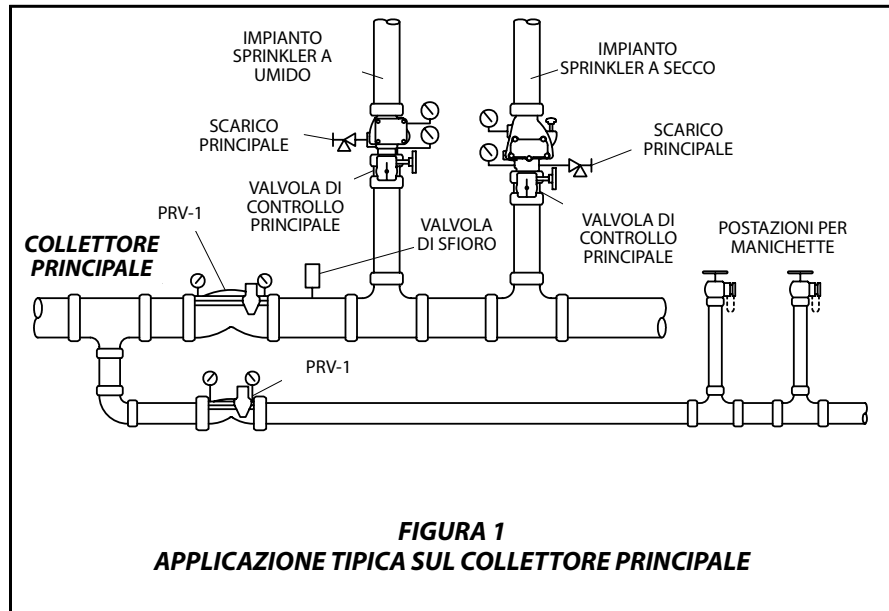 IMPIANTO
SPRINKLER A
UMIDO
IMPIANTO
SPRINKLER A SECCO
SCARICO
PRINCIPALE
SCARICO
PRINCIPALE
VALVOLA DI
CONTROLLO
PRINCIPALE
PRV-1
VALVOLA
DI SFIORO
VALVOLA DI
CONTROLLO
PRINCIPALE
POSTAZIONI PER
MANICHETTE
COLLETTORE
PRINCIPALE
PRV-1
FIGURA 1
APPLICAZIONE TIPICA SUL COLLETTORE PRINCIPALE